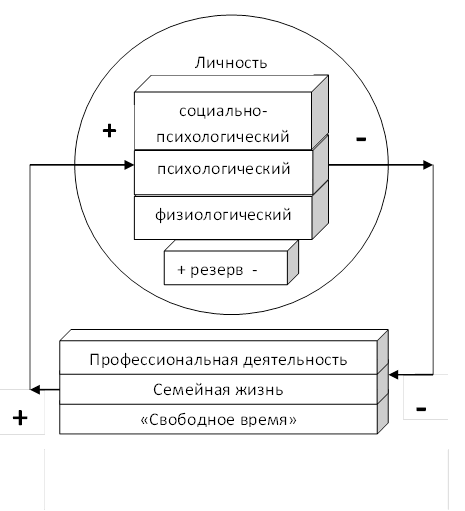 Личность
+
социально-
психологический
-
психологический
физиологический
+ резерв -
Профессиональная деятельность
Семейная жизнь
«Свободное время»
+
-